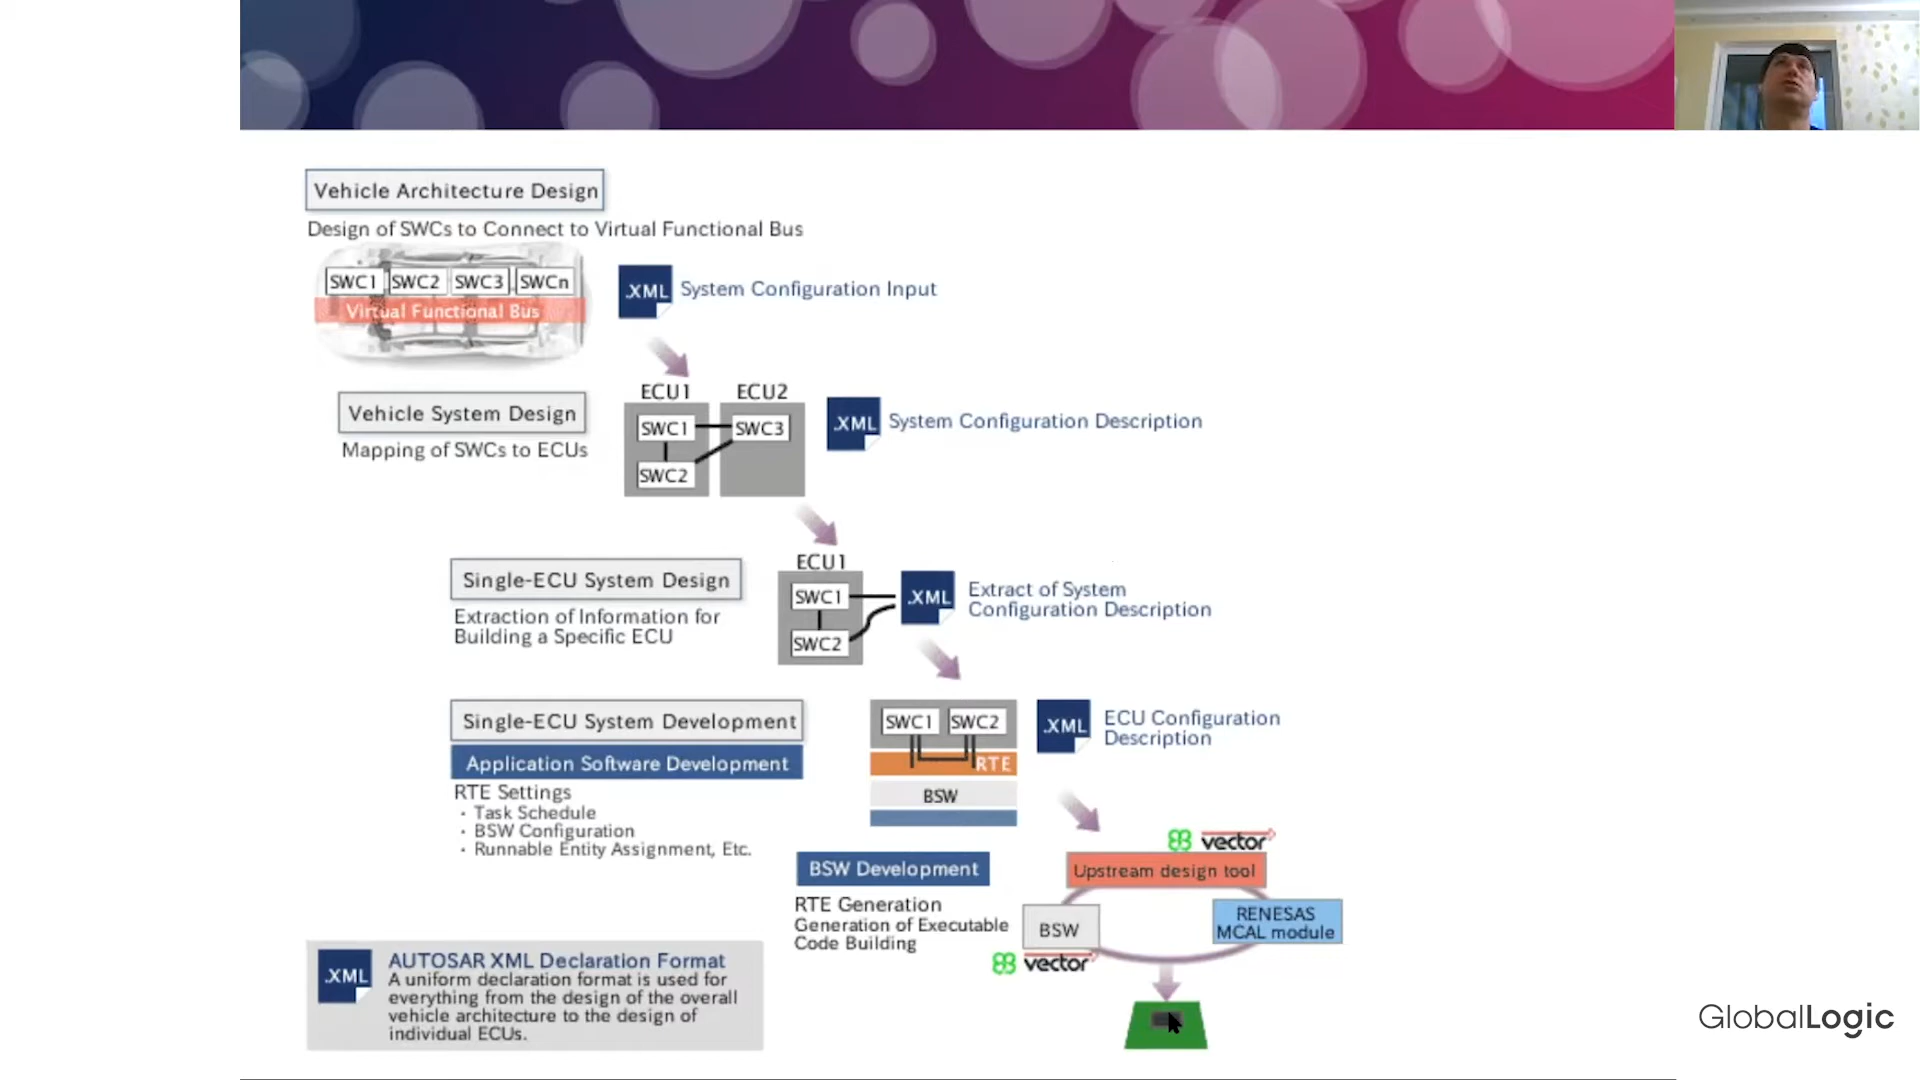 Vehicle Architecture Design
Design of SWCs to Connect to Virtual Functional Bus
SWC1 SWC2 SWC3 SWCn
Virtual Functional Bus
.XML System Configuration Input
ECU1 ECU2
Vehicle System Design
Mapping of SWCs to ECUs
SWC1 SWC3
SWC2
.XML System Configuration Description
ECU1
Single-ECU System Design
Extraction of Information for
Building a Specific ECU
SWC1
SWC2
.XML
Extract of System
Configuration Description
Single-ECU System Development
Application Software Development
RTE Settings
・ Task Schedule
・ BSW Configuration
・ Runnable Entity Assignment, Etc.
SWC1 SWC2
RTE
BSW
.XML
ECU Configuration
Description
BSW Development
RTE Generation
Generation of Executable
Code Building
vector
Upstream design tool
BSW
vector
RENESAS
MCAL module
.XML
AUTOSAR XML Declaration Format
A uniform declaration format is used for
everything from the design of the overall
vehicle architecture to the design of
individual ECUs.
GlobalLogic